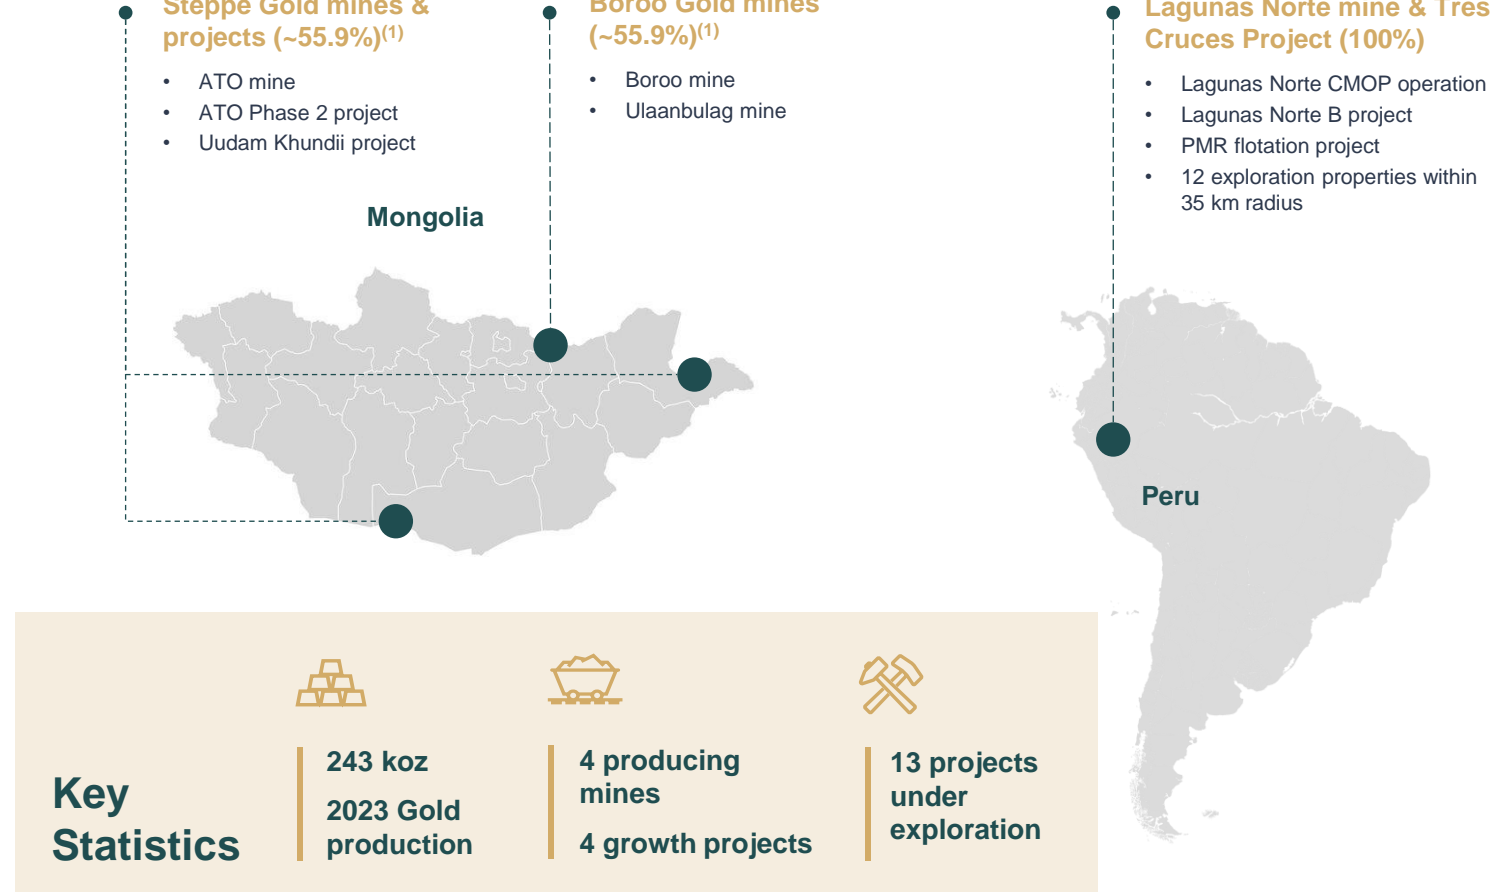 Steppe Gold mines &
projects (~55.9%)(1)
• ATO mine
• ATO Phase 2 project
• Uudam Khundii project
Boroo Gold mines
(~55.9%)(1)
• Boroo mine
• Ulaanbulag mine
Lagunas Norte mine & Tres
Cruces Project (100%)
• Lagunas Norte CMOP operation
• Lagunas Norte B project
• PMR flotation project
• 12 exploration properties within
35 km radius
Mongolia
Peru
Key
Statistics
243 koz
2023 Gold
production
4 producing
mines
4 growth projects
13 projects
under
exploration